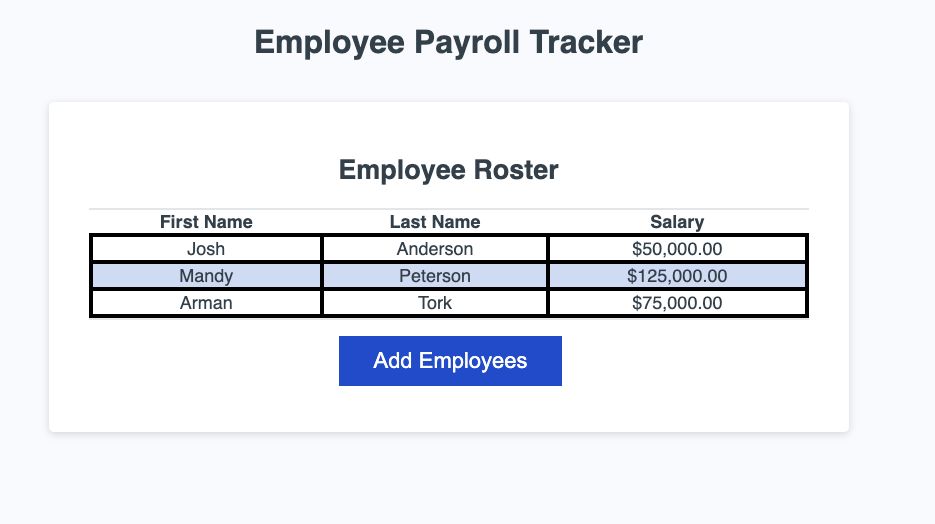 Employee Payroll Tracker
Employee Roster
First Name Last Name Salary
Josh Anderson $50,000.00
Mandy Peterson $125,000.00
Arman Tork $75,000.00
Add Employees